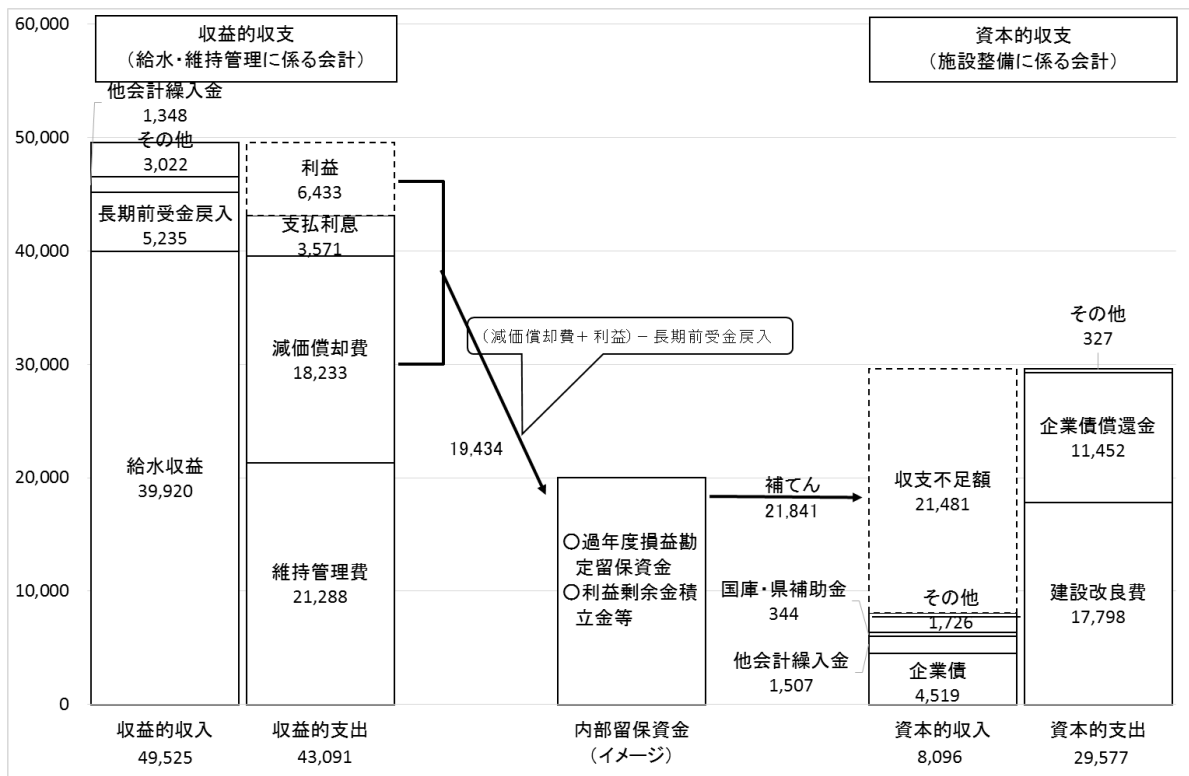 60,000
50,000
40,000
30,000
20,000
10,000
0
収益的収支
（給水・維持管理に係る会計）
他会計繰入金
1,348
その他
3,022
長期前受金戻入
5,235
給水収益
39,920
利益
6,433
支払利息
3,571
減価償却費
18,233
維持管理費
21,288
（減価償却費＋利益）－長期前受金戻入
19,434
○過年度損益勘
定留保資金
○利益剰余金積
立金等
補てん
21,841
資本的収支
（施設整備に係る会計）
収支不足額
21,481
国庫・県補助金
344
その他
1,726
他会計繰入金
1,507
企業債
4,519
その他
327
企業債償還金
11,452
建設改良費
17,798
収益的収入
49,525
収益的支出
43,091
内部留保資金
（イメージ）
資本的収入
8,096
資本的支出
29,577